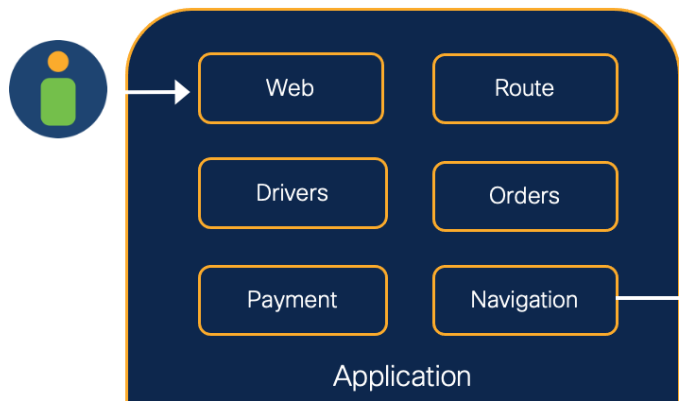 Web
Route
Drivers
Orders
Payment
Navigation
Application